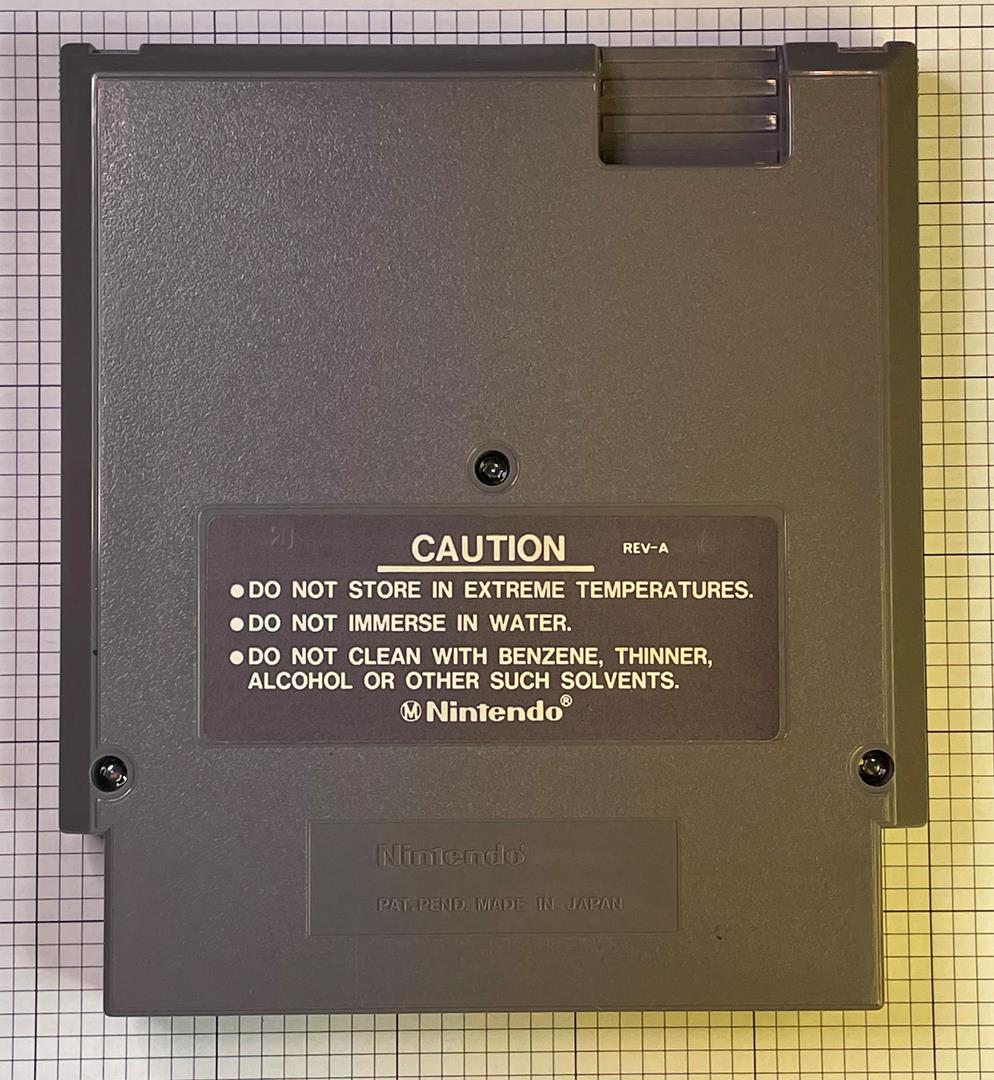 CAUTION REV-A
●DO NOT STORE IN EXTREME TEMPERATURES.
●DO NOT IMMERSE IN WATER.
●DO NOT CLEAN WITH BENZENE, THINNER,
ALCOHOL OR OTHER SUCH SOLVENTS.
Ⓜ Nintendo®
Nintendo®
PAT. PEND. MADE IN JAPAN